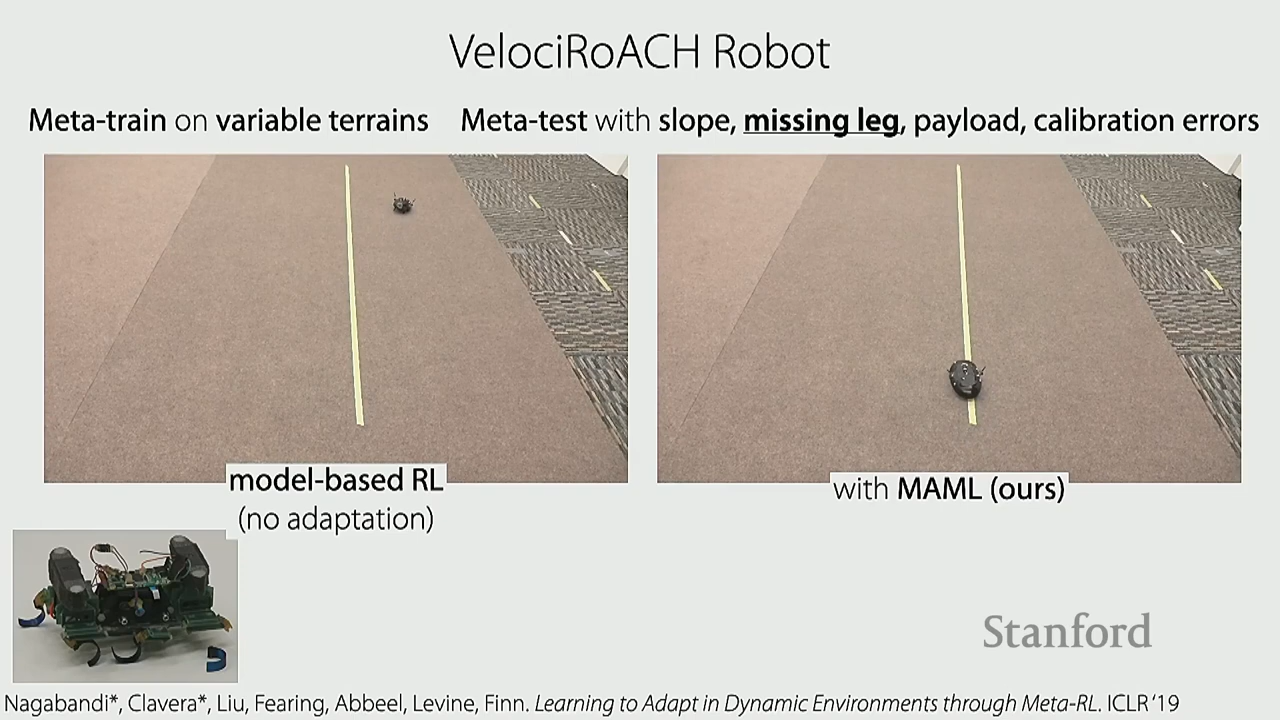 VelociRoACH Robot
Meta-train on variable terrains
Meta-test with slope, missing leg, payload, calibration errors
model-based RL
(no adaptation)
with MAML (ours)
Stanford
Nagabandi*, Clavera*, Liu, Fearing, Abbeel, Levine, Finn. Learning to Adapt in Dynamic Environments through Meta-RL. ICLR '19